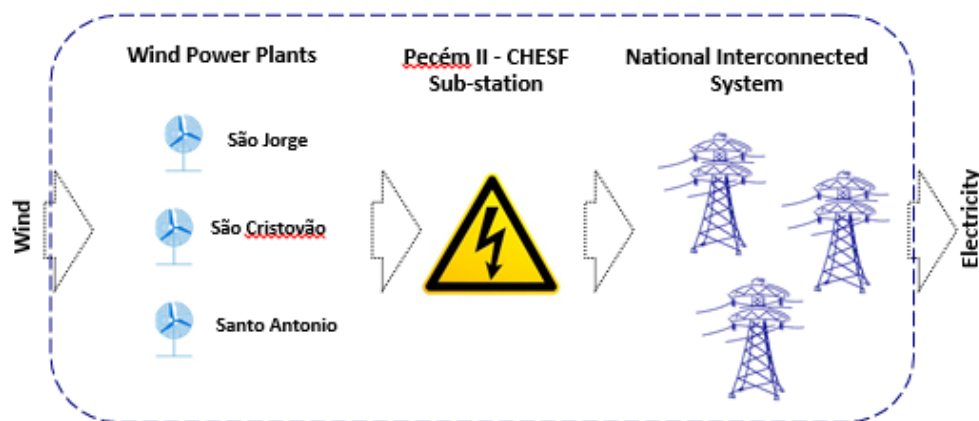 Wind Power Plants
Pecém II - CHESF
Sub-station
National Interconnected
System
São Jorge
São Cristovão
Santo Antonio
Wind
Electricity